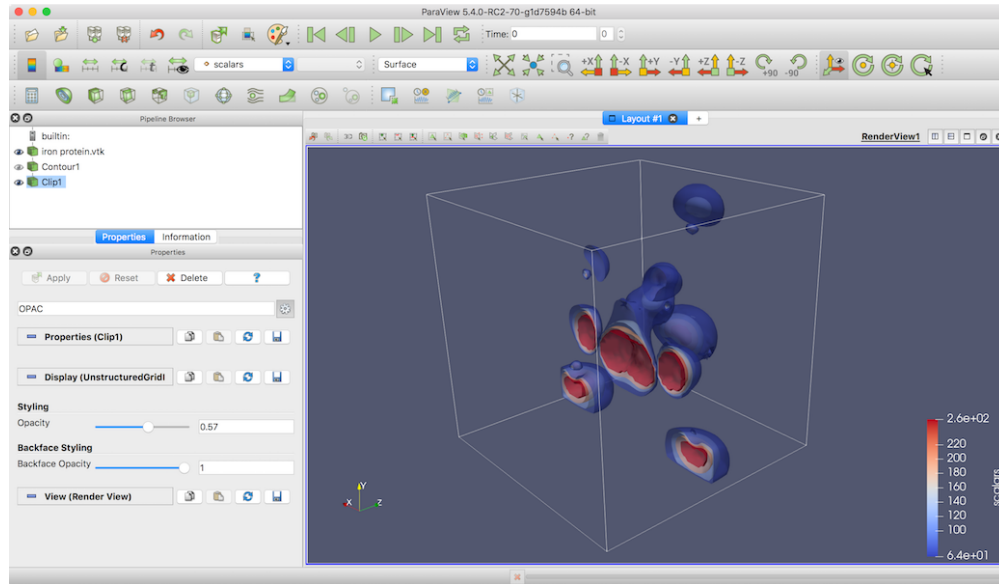 ParaView 5.4.0-RC2-70-g1d7594b 64-bit
Time: 0 0
scalars Surface +X -X +Y -Y +Z -Z +90 -90
Pipeline Browser
Layout #1 +
builtin:
3D
?
RenderView1
iron protein.vtk
Contour1
Clip1
Properties Information
Properties
Apply Reset Delete ?
OPAC
Properties (Clip1)
Display (UnstructuredGridI
Styling
Opacity 0.57
Backface Styling
Backface Opacity 1
View (Render View)
Y
X Z
2.6e+02
220
200
180
160
140
120
100
6.4e+01
scalars